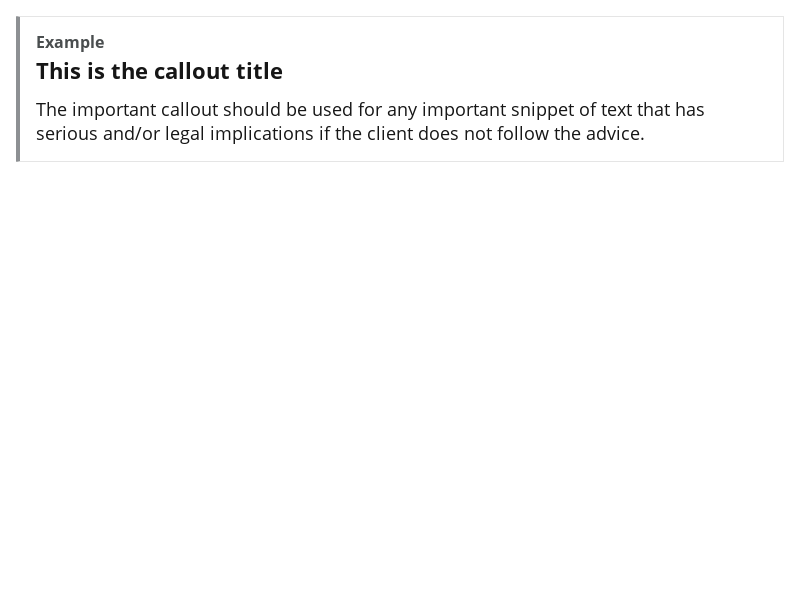 Example
This is the callout title
The important callout should be used for any important snippet of text that has
serious and/or legal implications if the client does not follow the advice.